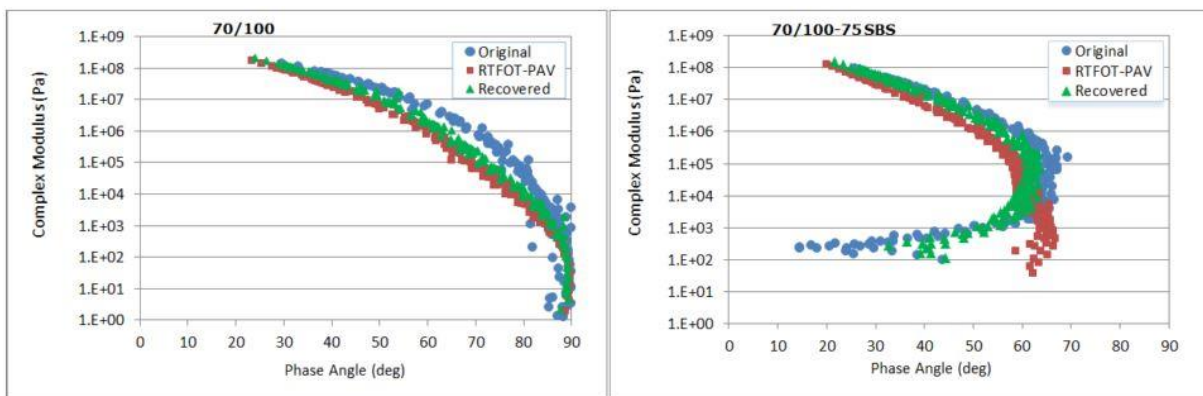 70/100
1.E+09
1.E+08
1.E+07
1.E+06
1.E+05
1.E+04
1.E+03
1.E+02
1.E+01
1.E+00
Complex Modulus (Pa)
Original
RTFOT-PAV
Recovered
0 10 20 30 40 50 60 70 80 90
Phase Angle (deg)
70/100-75SBS
1.E+09
1.E+08
1.E+07
1.E+06
1.E+05
1.E+04
1.E+03
1.E+02
1.E+01
1.E+00
Complex Modulus (Pa)
Original
RTFOT-PAV
Recovered
0 10 20 30 40 50 60 70 80 90
Phase Angle (deg)